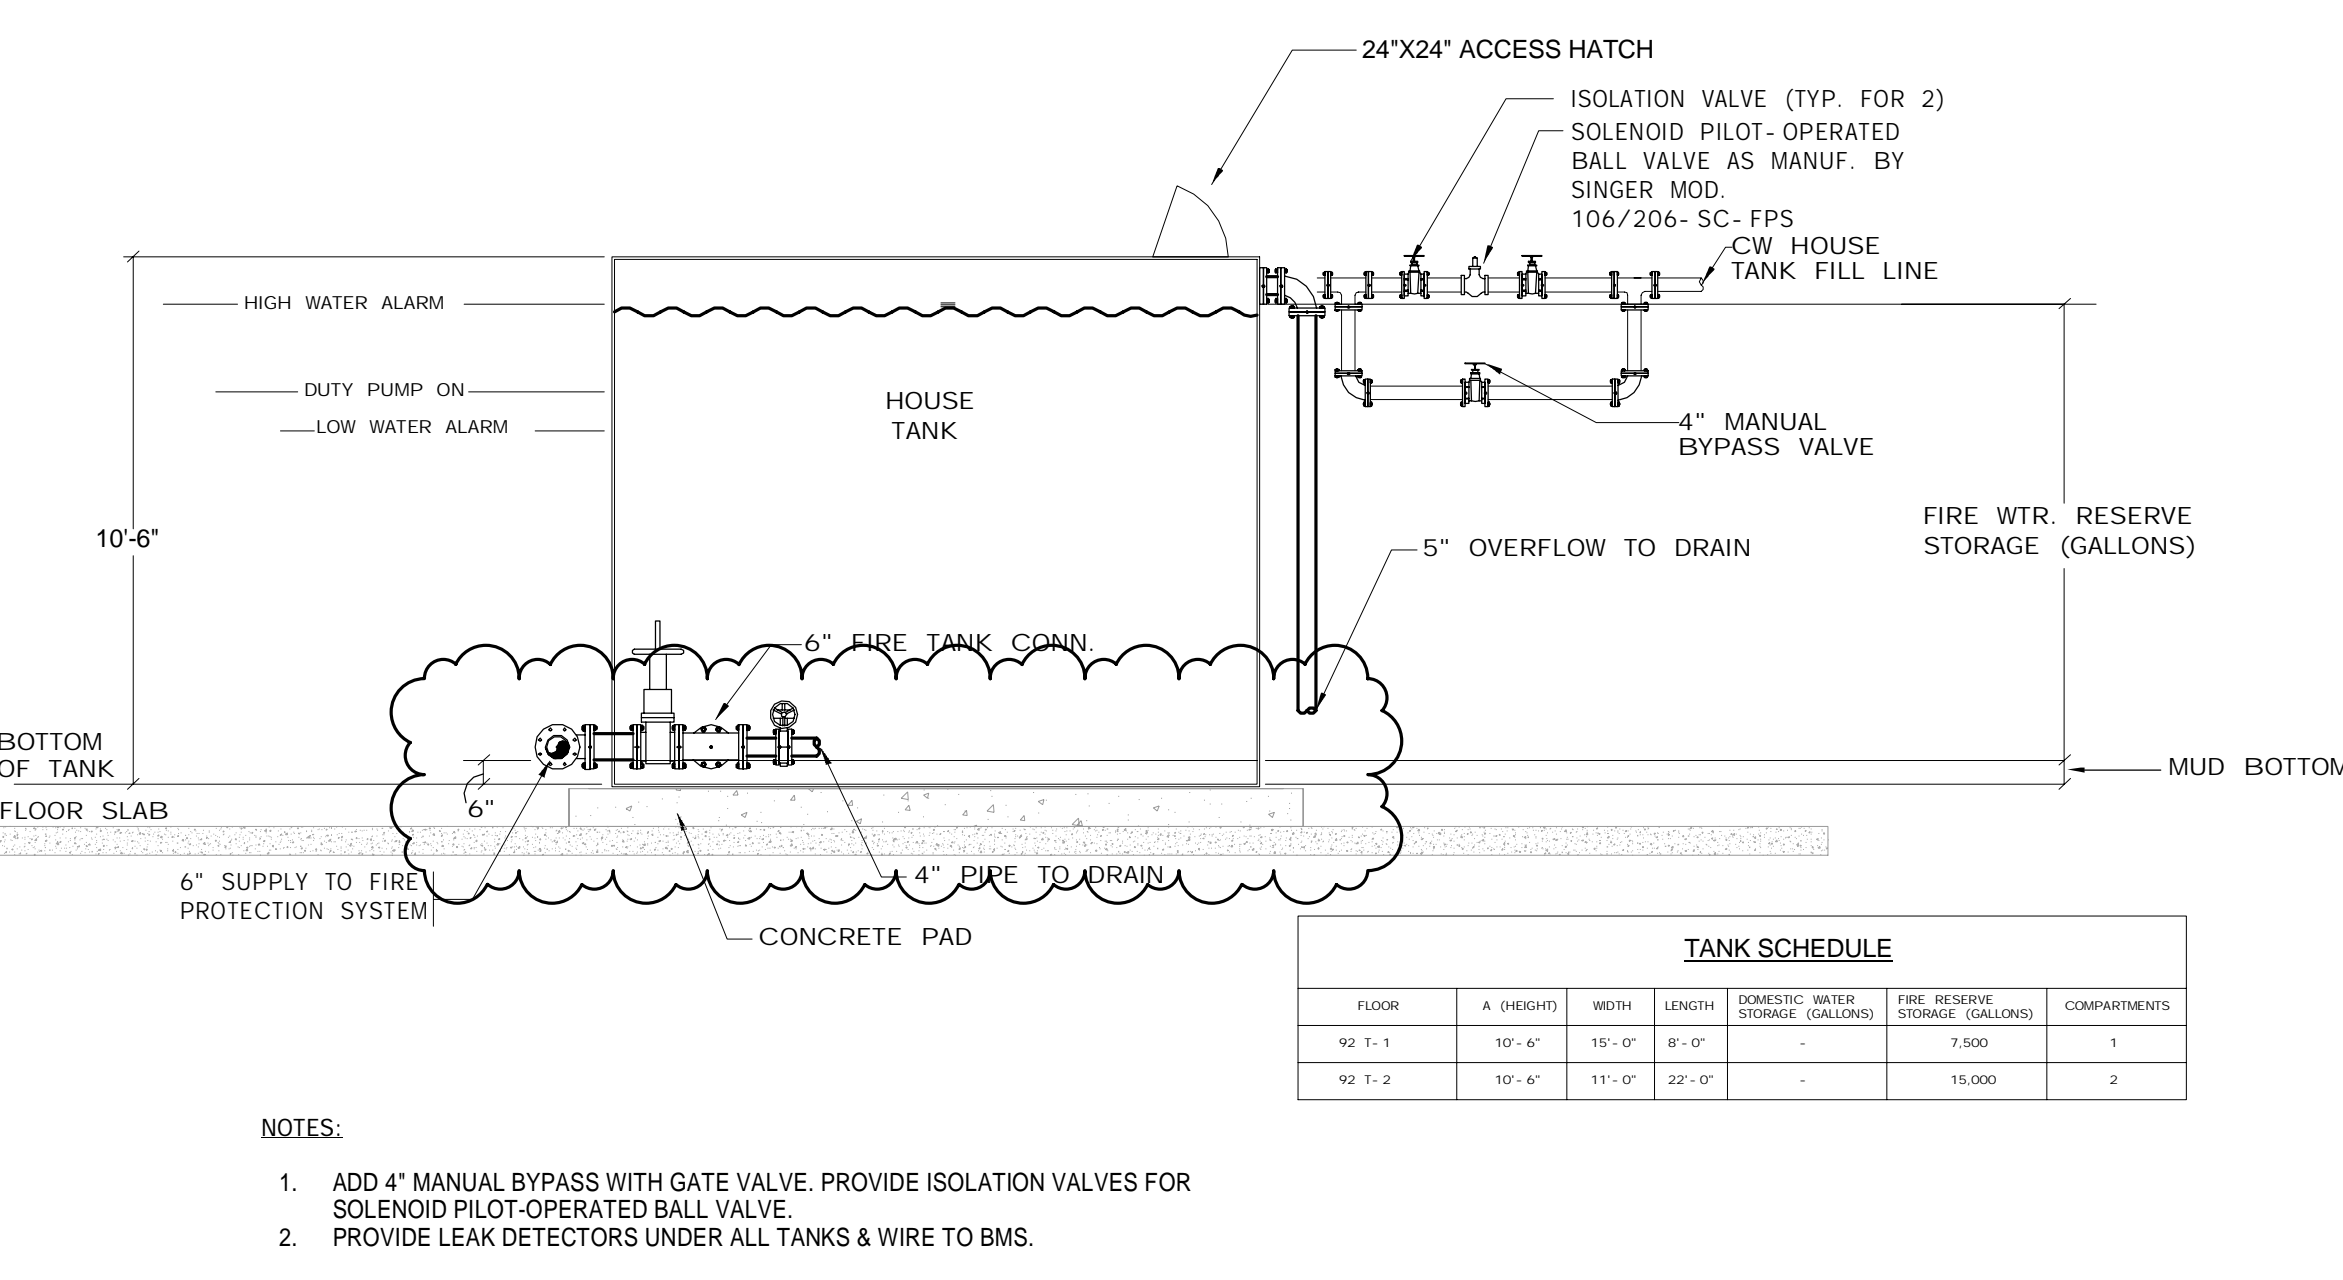 24"X24" ACCESS HATCH
ISOLATION VALVE (TYP. FOR 2)
SOLENOID PILOT-OPERATED
BALL VALVE AS MANUF. BY
SINGER MOD.
106/206-SC-FPS
CW HOUSE
TANK FILL LINE
HIGH WATER ALARM
DUTY PUMP ON
LOW WATER ALARM
HOUSE
TANK
4" MANUAL
BYPASS VALVE
10'-6"
FIRE WTR. RESERVE
STORAGE (GALLONS)
5" OVERFLOW TO DRAIN
6" FIRE TANK CONN.
BOTTOM
OF TANK
MUD BOTTOM
FLOOR SLAB
6"
6" SUPPLY TO FIRE
PROTECTION SYSTEM
4" PIPE TO DRAIN
CONCRETE PAD
TANK SCHEDULE
FLOOR A (HEIGHT) WIDTH LENGTH DOMESTIC WATER STORAGE (GALLONS) FIRE RESERVE STORAGE (GALLONS) COMPARTMENTS
92 T-1 10'-6" 15'-0" 8'-0" - 7,500 1
92 T-2 10'-6" 11'-0" 22'-0" - 15,000 2
NOTES:
1. ADD 4" MANUAL BYPASS WITH GATE VALVE. PROVIDE ISOLATION VALVES FOR
SOLENOID PILOT-OPERATED BALL VALVE.
2. PROVIDE LEAK DETECTORS UNDER ALL TANKS & WIRE TO BMS.